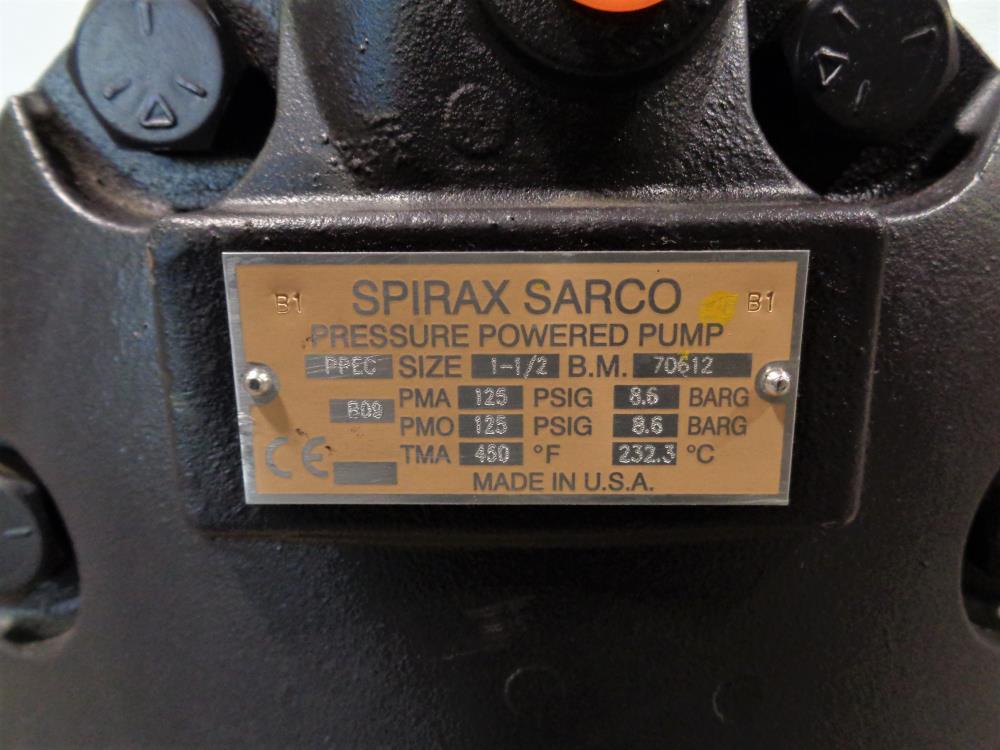 B1 SPIRAX SARCO B1
PRESSURE POWERED PUMP
PPEC SIZE 1-1/2 B.M. 70612
PMA 125 PSIG 8.6 BARG
B09 PMO 125 PSIG 8.6 BARG
CE TMA 450 °F 232.3 °C
MADE IN U.S.A.